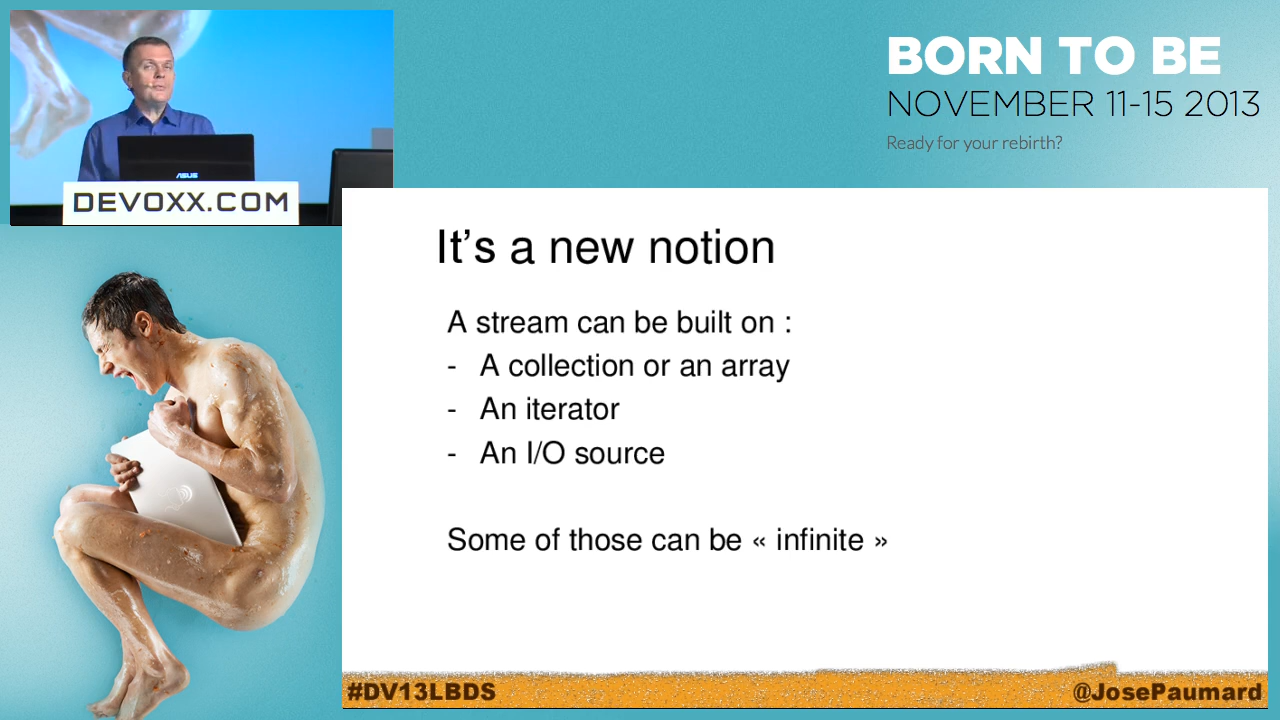 BORN TO BE
NOVEMBER 11-15 2013
Ready for your rebirth?
ASUS
DEVOXX.COM
It’s a new notion
A stream can be built on :
- A collection or an array
- An iterator
- An I/O source
Some of those can be « infinite »
#DV13LBDS
@JosePaumard